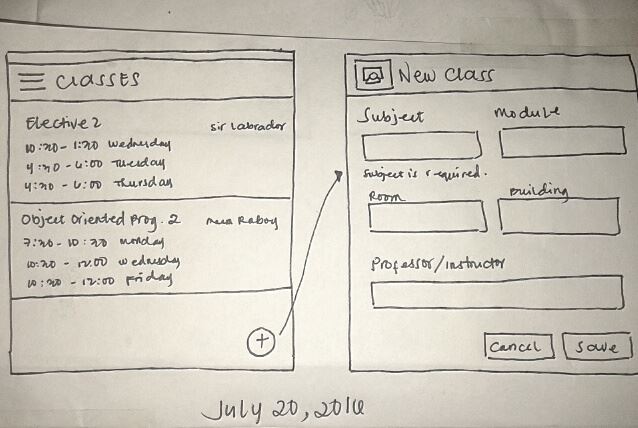 CLASSES
Elective 2
Sir Labrador
10:30 - 1:30 Wednesday
4:30 - 6:00 Tuesday
4:30 - 6:00 Thursday
Object Oriented Prog. 2
Raboy
7:30 - 10:30 Monday
10:30 - 12:00 Wednesday
10:30 - 12:00 Friday
+
New Class
Subject
Module
Subject is required.
Room
Building
Professor/Instructor
Cancel
Save
July 20, 2016